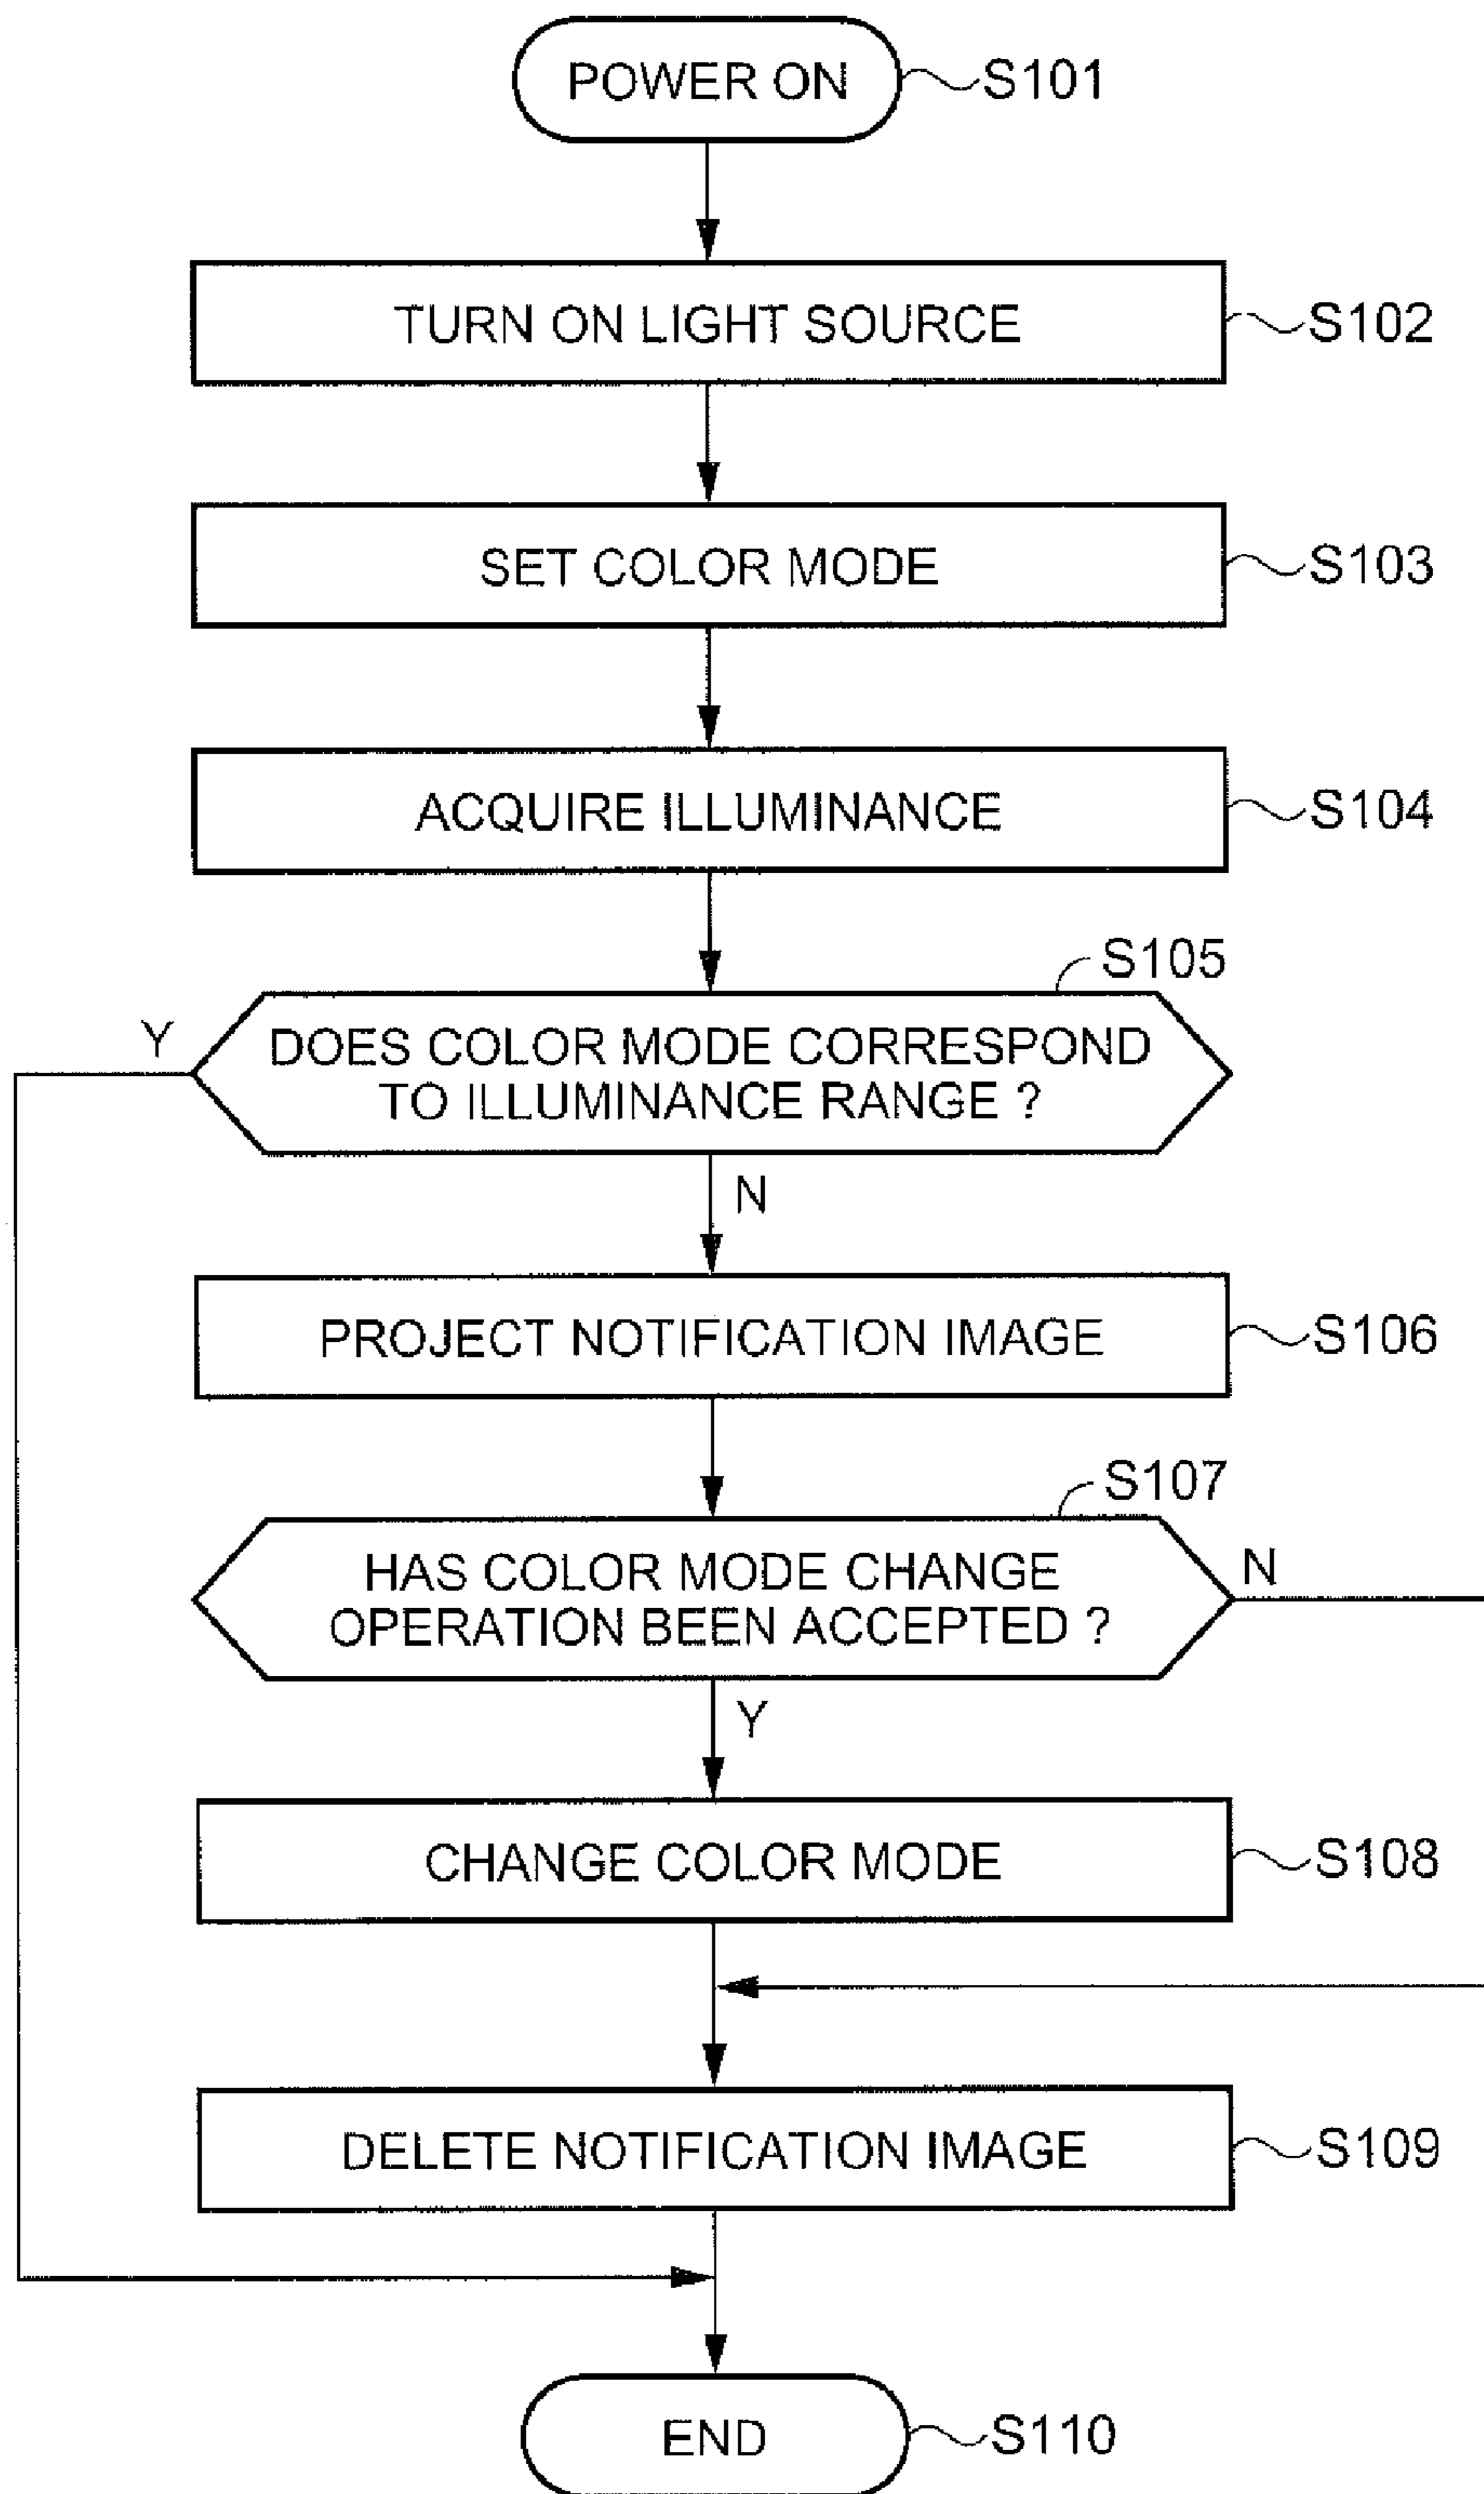 POWER ON
S101
TURN ON LIGHT SOURCE
S102
SET COLOR MODE
S103
ACQUIRE ILLUMINANCE
S104
S105
Y
DOES COLOR MODE CORRESPOND
TO ILLUMINANCE RANGE ?
N
PROJECT NOTIFICATION IMAGE
S106
S107
HAS COLOR MODE CHANGE
OPERATION BEEN ACCEPTED ?
N
Y
CHANGE COLOR MODE
S108
DELETE NOTIFICATION IMAGE
S109
END
S110